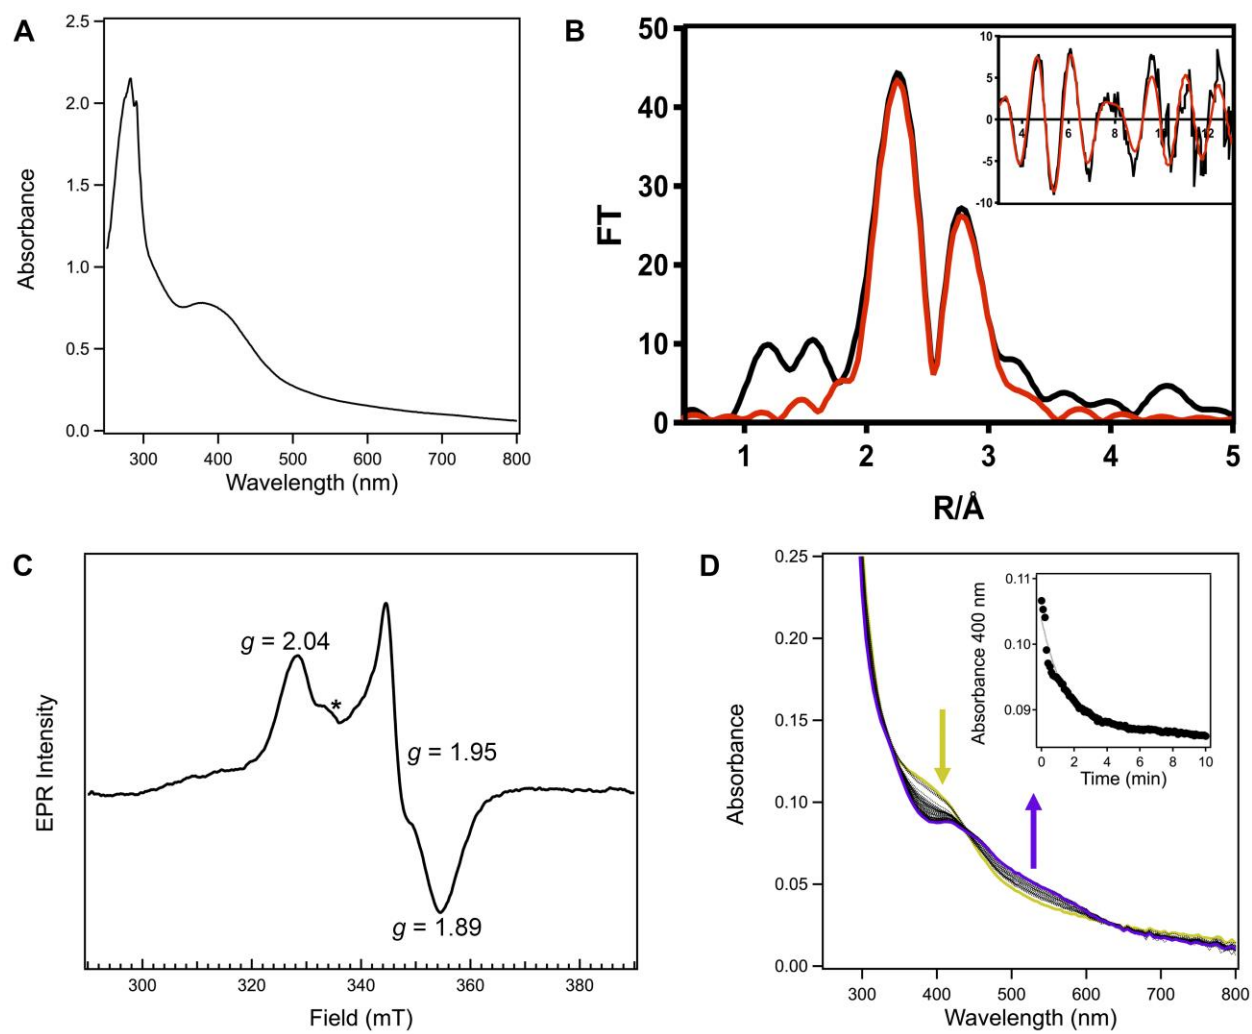 A
2.5
2.0
1.5
1.0
0.5
0.0
Absorbance
300 400 500 600 700 800
Wavelength (nm)
B
50
40
30
20
10
0
FT
1 2 3 4 5
R/Å
10
5
0
-5
-10
4 6 8 12
C
g = 2.04
*
g = 1.95
g = 1.89
EPR Intensity
300 320 340 360 380
Field (mT)
D
0.25
0.20
0.15
0.10
0.05
0.00
Absorbance
300 400 500 600 700 800
Wavelength (nm)
0.11
0.10
0.09
Absorbance 400 nm
0 2 4 6 8 10
Time (min)